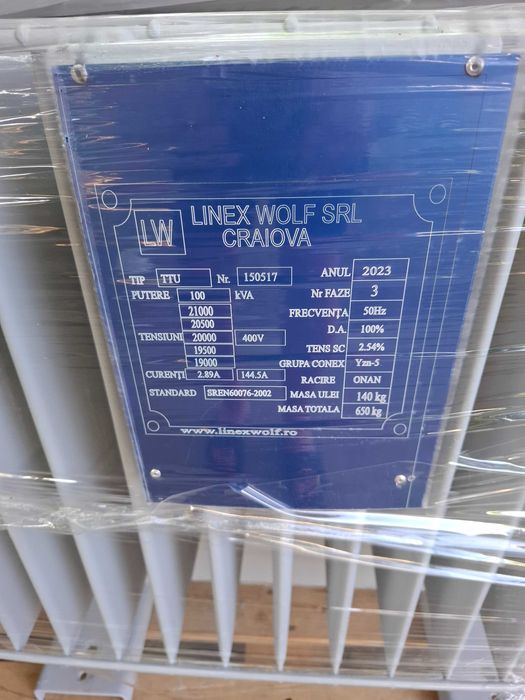 LW
LINEX WOLF SRL
CRAIOVA
TIP TTU Nr. 150517 ANUL 2023
PUTERE 100 kVA Nr FAZE 3
21000
20500 FRECVENȚA 50Hz
TENSIUNI 20000 400V D.A. 100%
19500 TENS SC 2.54%
19000 GRUPA CONEX Yzn-5
CURENȚI 2.89A 144.5A RACIRE ONAN
STANDARD SREN60076-2002 MASA ULEI 140 kg
MASA TOTALA 650 kg
www.linexwolf.ro